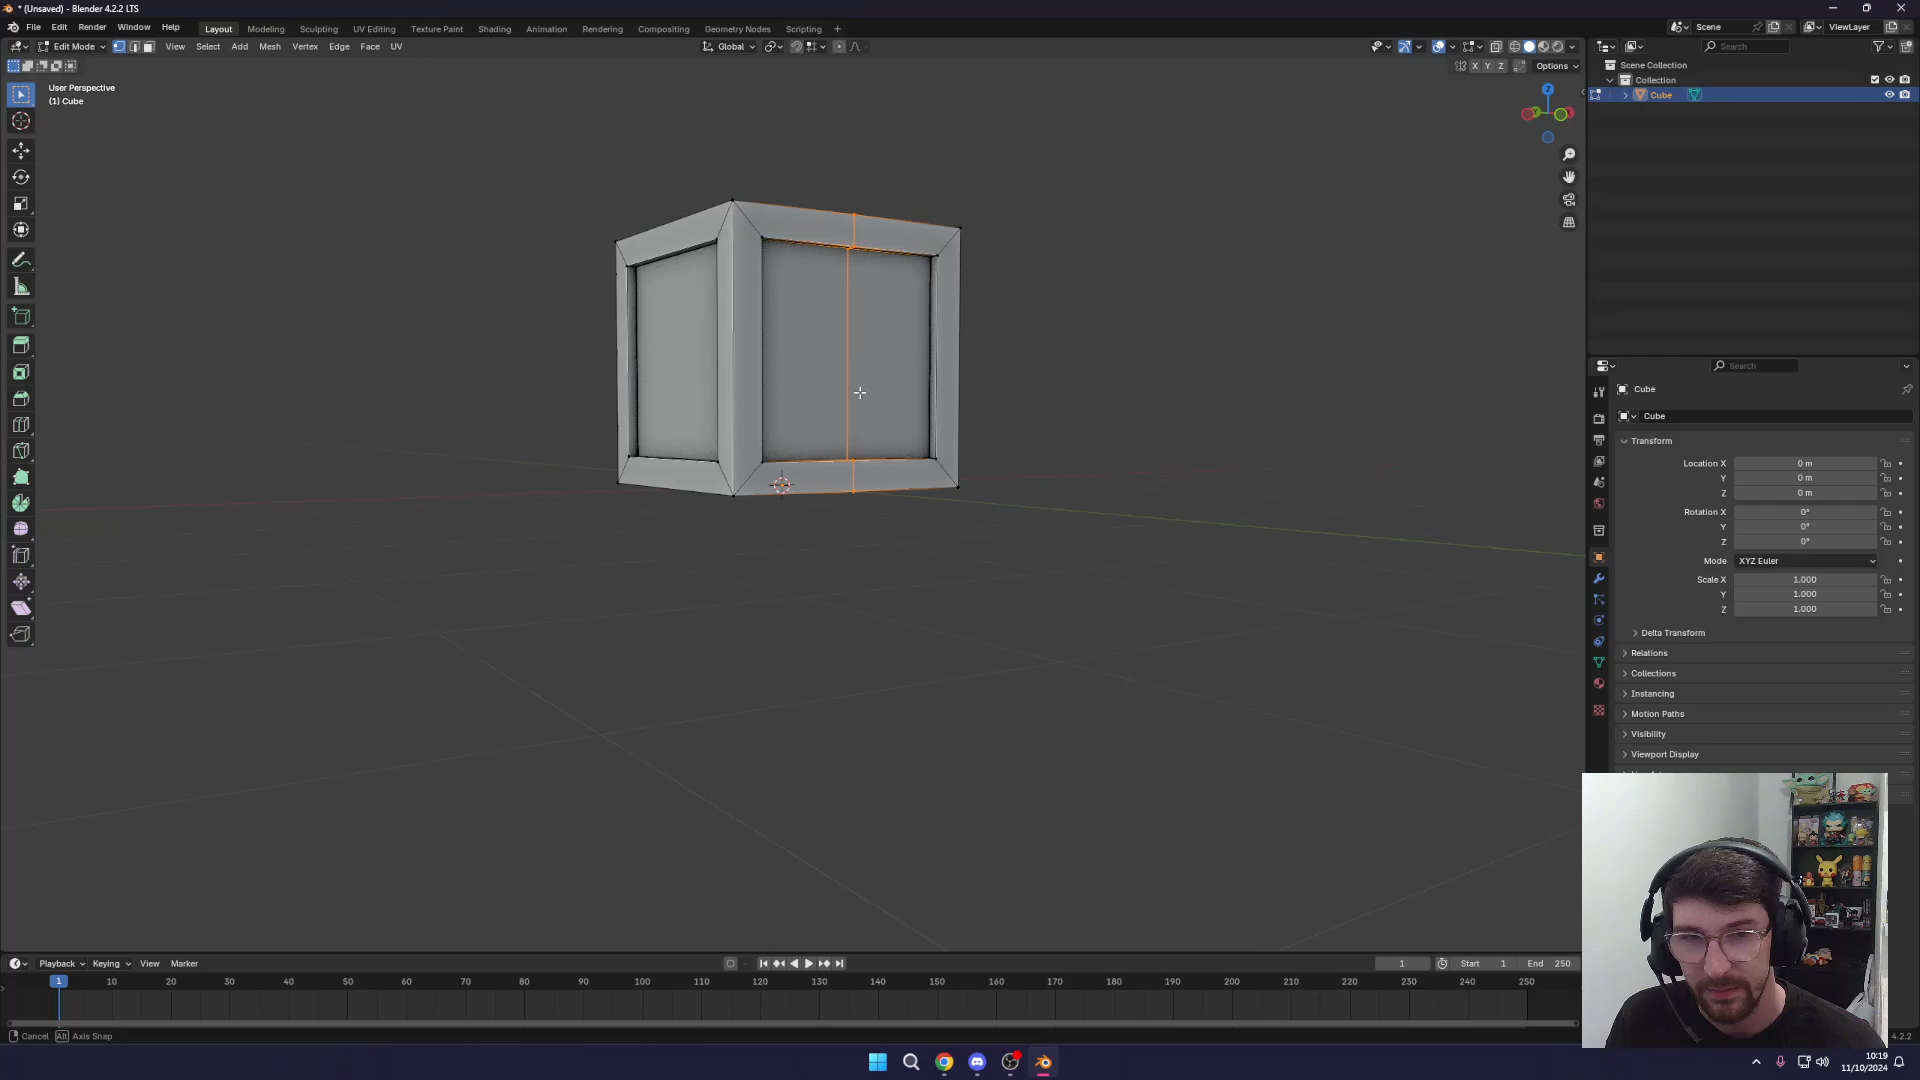 * (Unsaved) - Blender 4.2.2 LTS
File Edit Render Window Help Layout Modeling Sculpting UV Editing Texture Paint Shading Animation Rendering Compositing Geometry Nodes Scripting +
Scene ViewLayer
Edit Mode View Select Add Mesh Vertex Edge Face UV Global
Search
X Y Z Options
User Perspective
(1) Cube
Scene Collection
Collection
Cube
Z
Search
Cube
Cube
Transform
Location X 0 m
Y 0 m
Z 0 m
Rotation X 0°
Y 0°
Z 0°
Mode XYZ Euler
Scale X 1.000
Y 1.000
Z 1.000
Delta Transform
Relations
Collections
Instancing
Motion Paths
Visibility
Viewport Display
Playback Keying View Marker
1 Start 1 End 250
1 10 20 30 40 50 60 70 80 90 100 110 120 130 140 150 160 170 180 190 200 210 220 230 240 250
Cancel Alt Axis Snap
4.2.2
10:19
11/10/2024